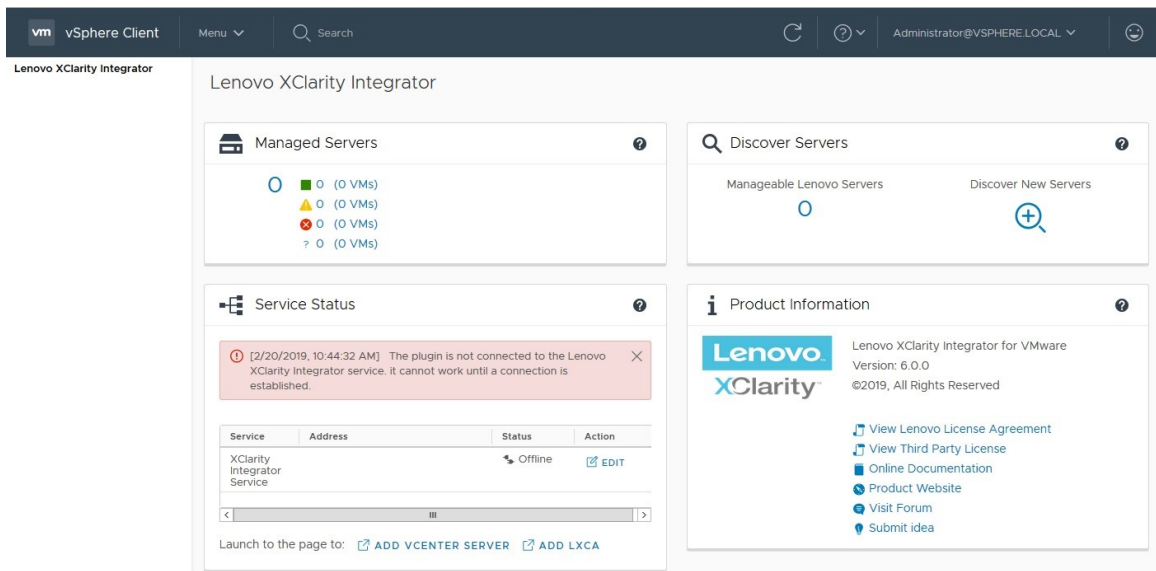 vm vSphere Client Menu Search Administrator@VSPHERE.LOCAL
Lenovo XClarity Integrator
Lenovo XClarity Integrator
Managed Servers
0 0 (0 VMs)
0 (0 VMs)
0 (0 VMs)
? 0 (0 VMs)
Discover Servers
Manageable Lenovo Servers Discover New Servers
0
Service Status
[2/20/2019, 10:44:32 AM] The plugin is not connected to the Lenovo
XClarity Integrator service. it cannot work until a connection is
established.
Service Address Status Action
XClarity Offline EDIT
Integrator
Service
Launch to the page to: ADD VCENTER SERVER ADD LXCA
Product Information
Lenovo.
XClarity™
Lenovo XClarity Integrator for VMware
Version: 6.0.0
©2019, All Rights Reserved
View Lenovo License Agreement
View Third Party License
Online Documentation
Product Website
Visit Forum
Submit idea